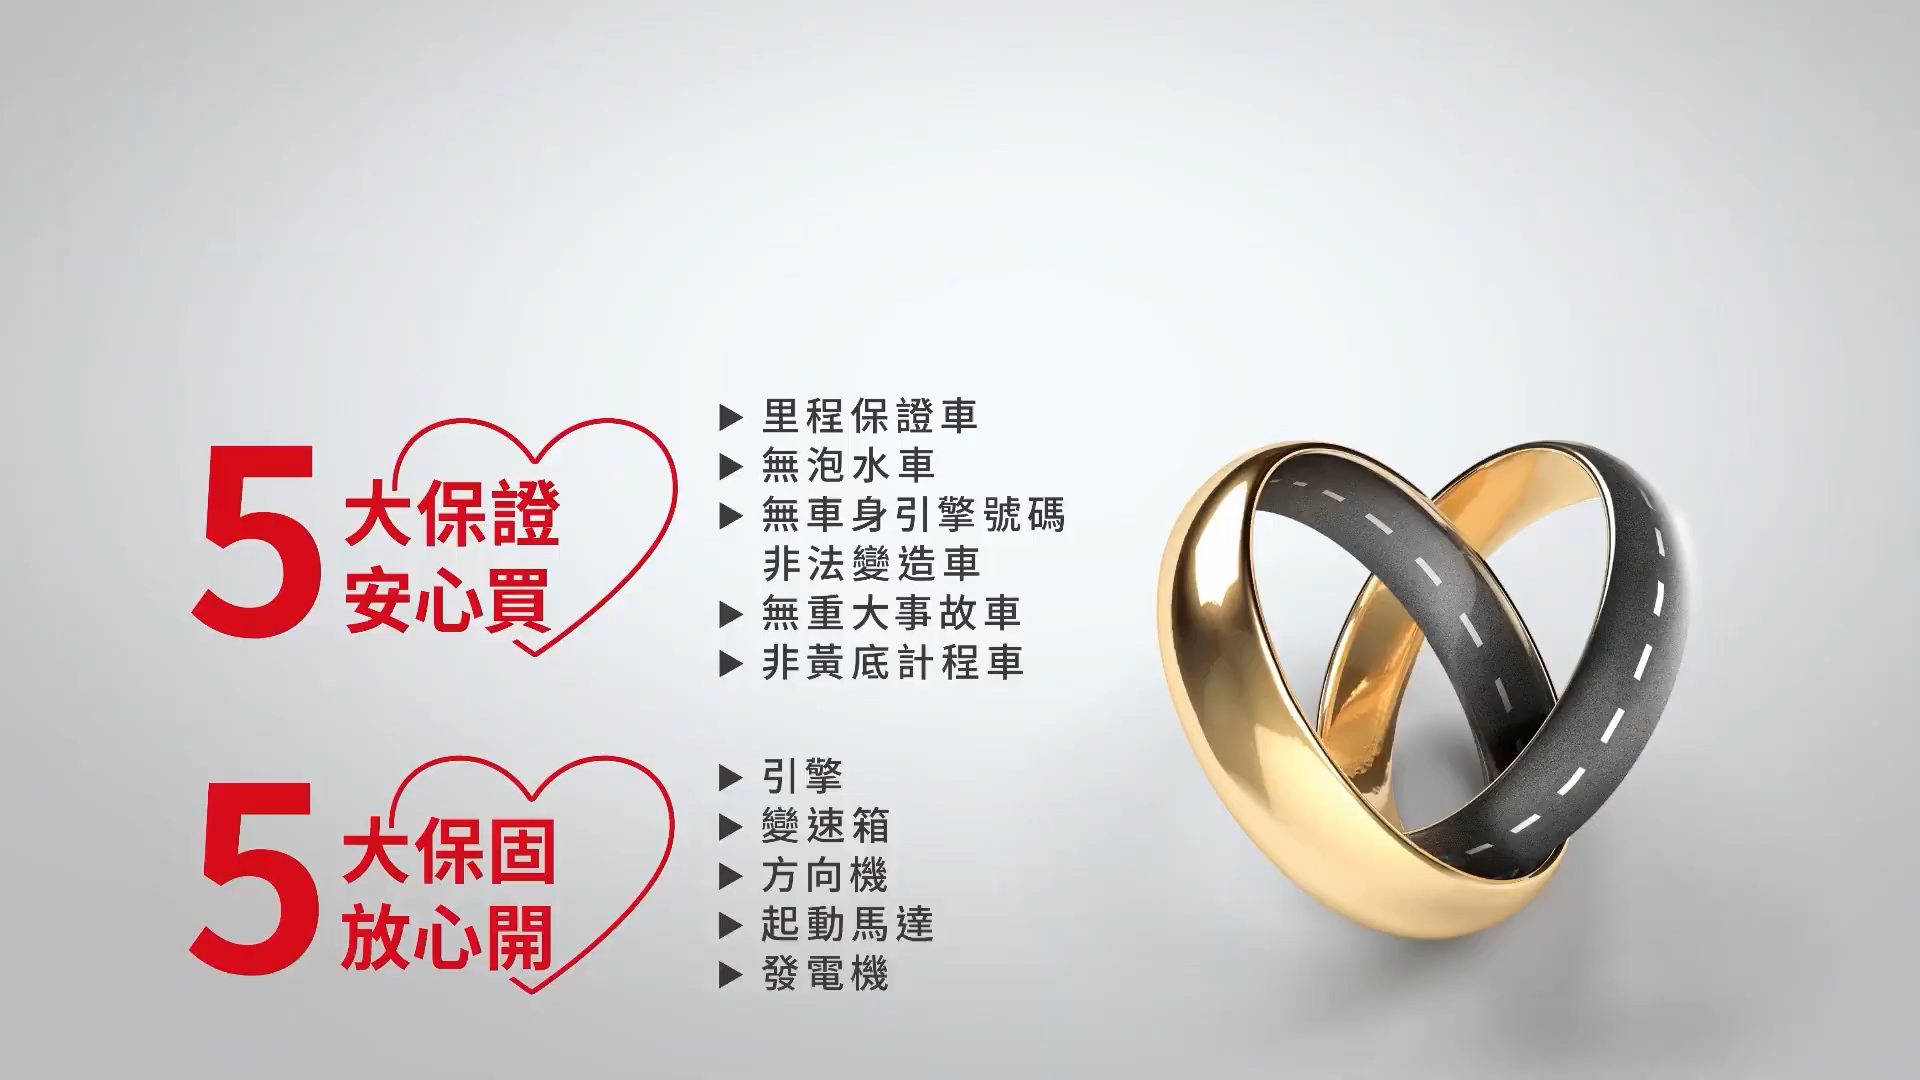 5
大保證
安心買
▶ 里程保證車
▶ 無泡水車
▶ 無車身引擎號碼
非法變造車
▶ 無重大事故車
▶ 非黃底計程車
5
大保固
放心開
▶ 引擎
▶ 變速箱
▶ 方向機
▶ 起動馬達
▶ 發電機